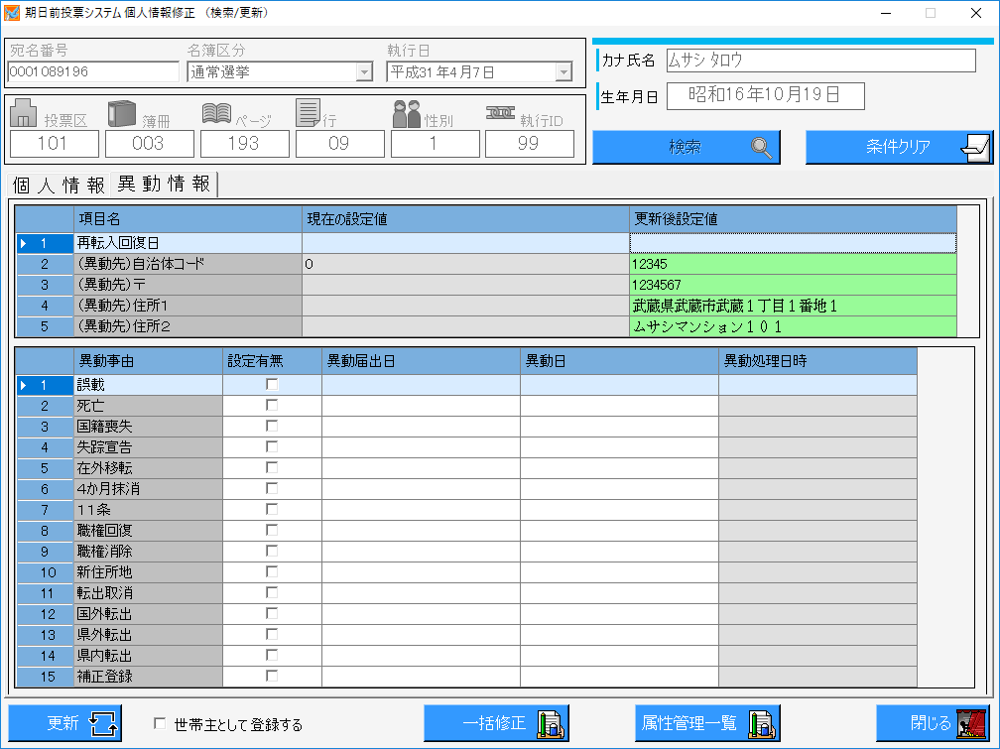 期日前投票システム 個人情報修正 (検索/更新)
宛名番号 名簿区分 執行日
0001089196 通常選挙 平成31年4月7日
カナ氏名 ムサシ タロウ
生年月日 昭和16年10月19日
投票区 簿冊 ページ 行 性別 執行ID
101 003 193 09 1 99
検索 条件クリア
個人情報 異動情報
項目名 現在の設定値 更新後設定値
1 再転入回復日
2 (異動先)自治体コード 0 12345
3 (異動先)〒 1234567
4 (異動先)住所1 武蔵県武蔵市武蔵1丁目1番地1
5 (異動先)住所2 ムサシマンション101
異動事由 設定有無 異動届出日 異動日 異動処理日時
1 誤載
2 死亡
3 国籍喪失
4 失踪宣告
5 在外移転
6 4か月抹消
7 11条
8 職権回復
9 職権消除
10 新住所地
11 転出取消
12 国外転出
13 県外転出
14 県内転出
15 補正登録
更新 世帯主として登録する 一括修正 属性管理一覧 閉じる